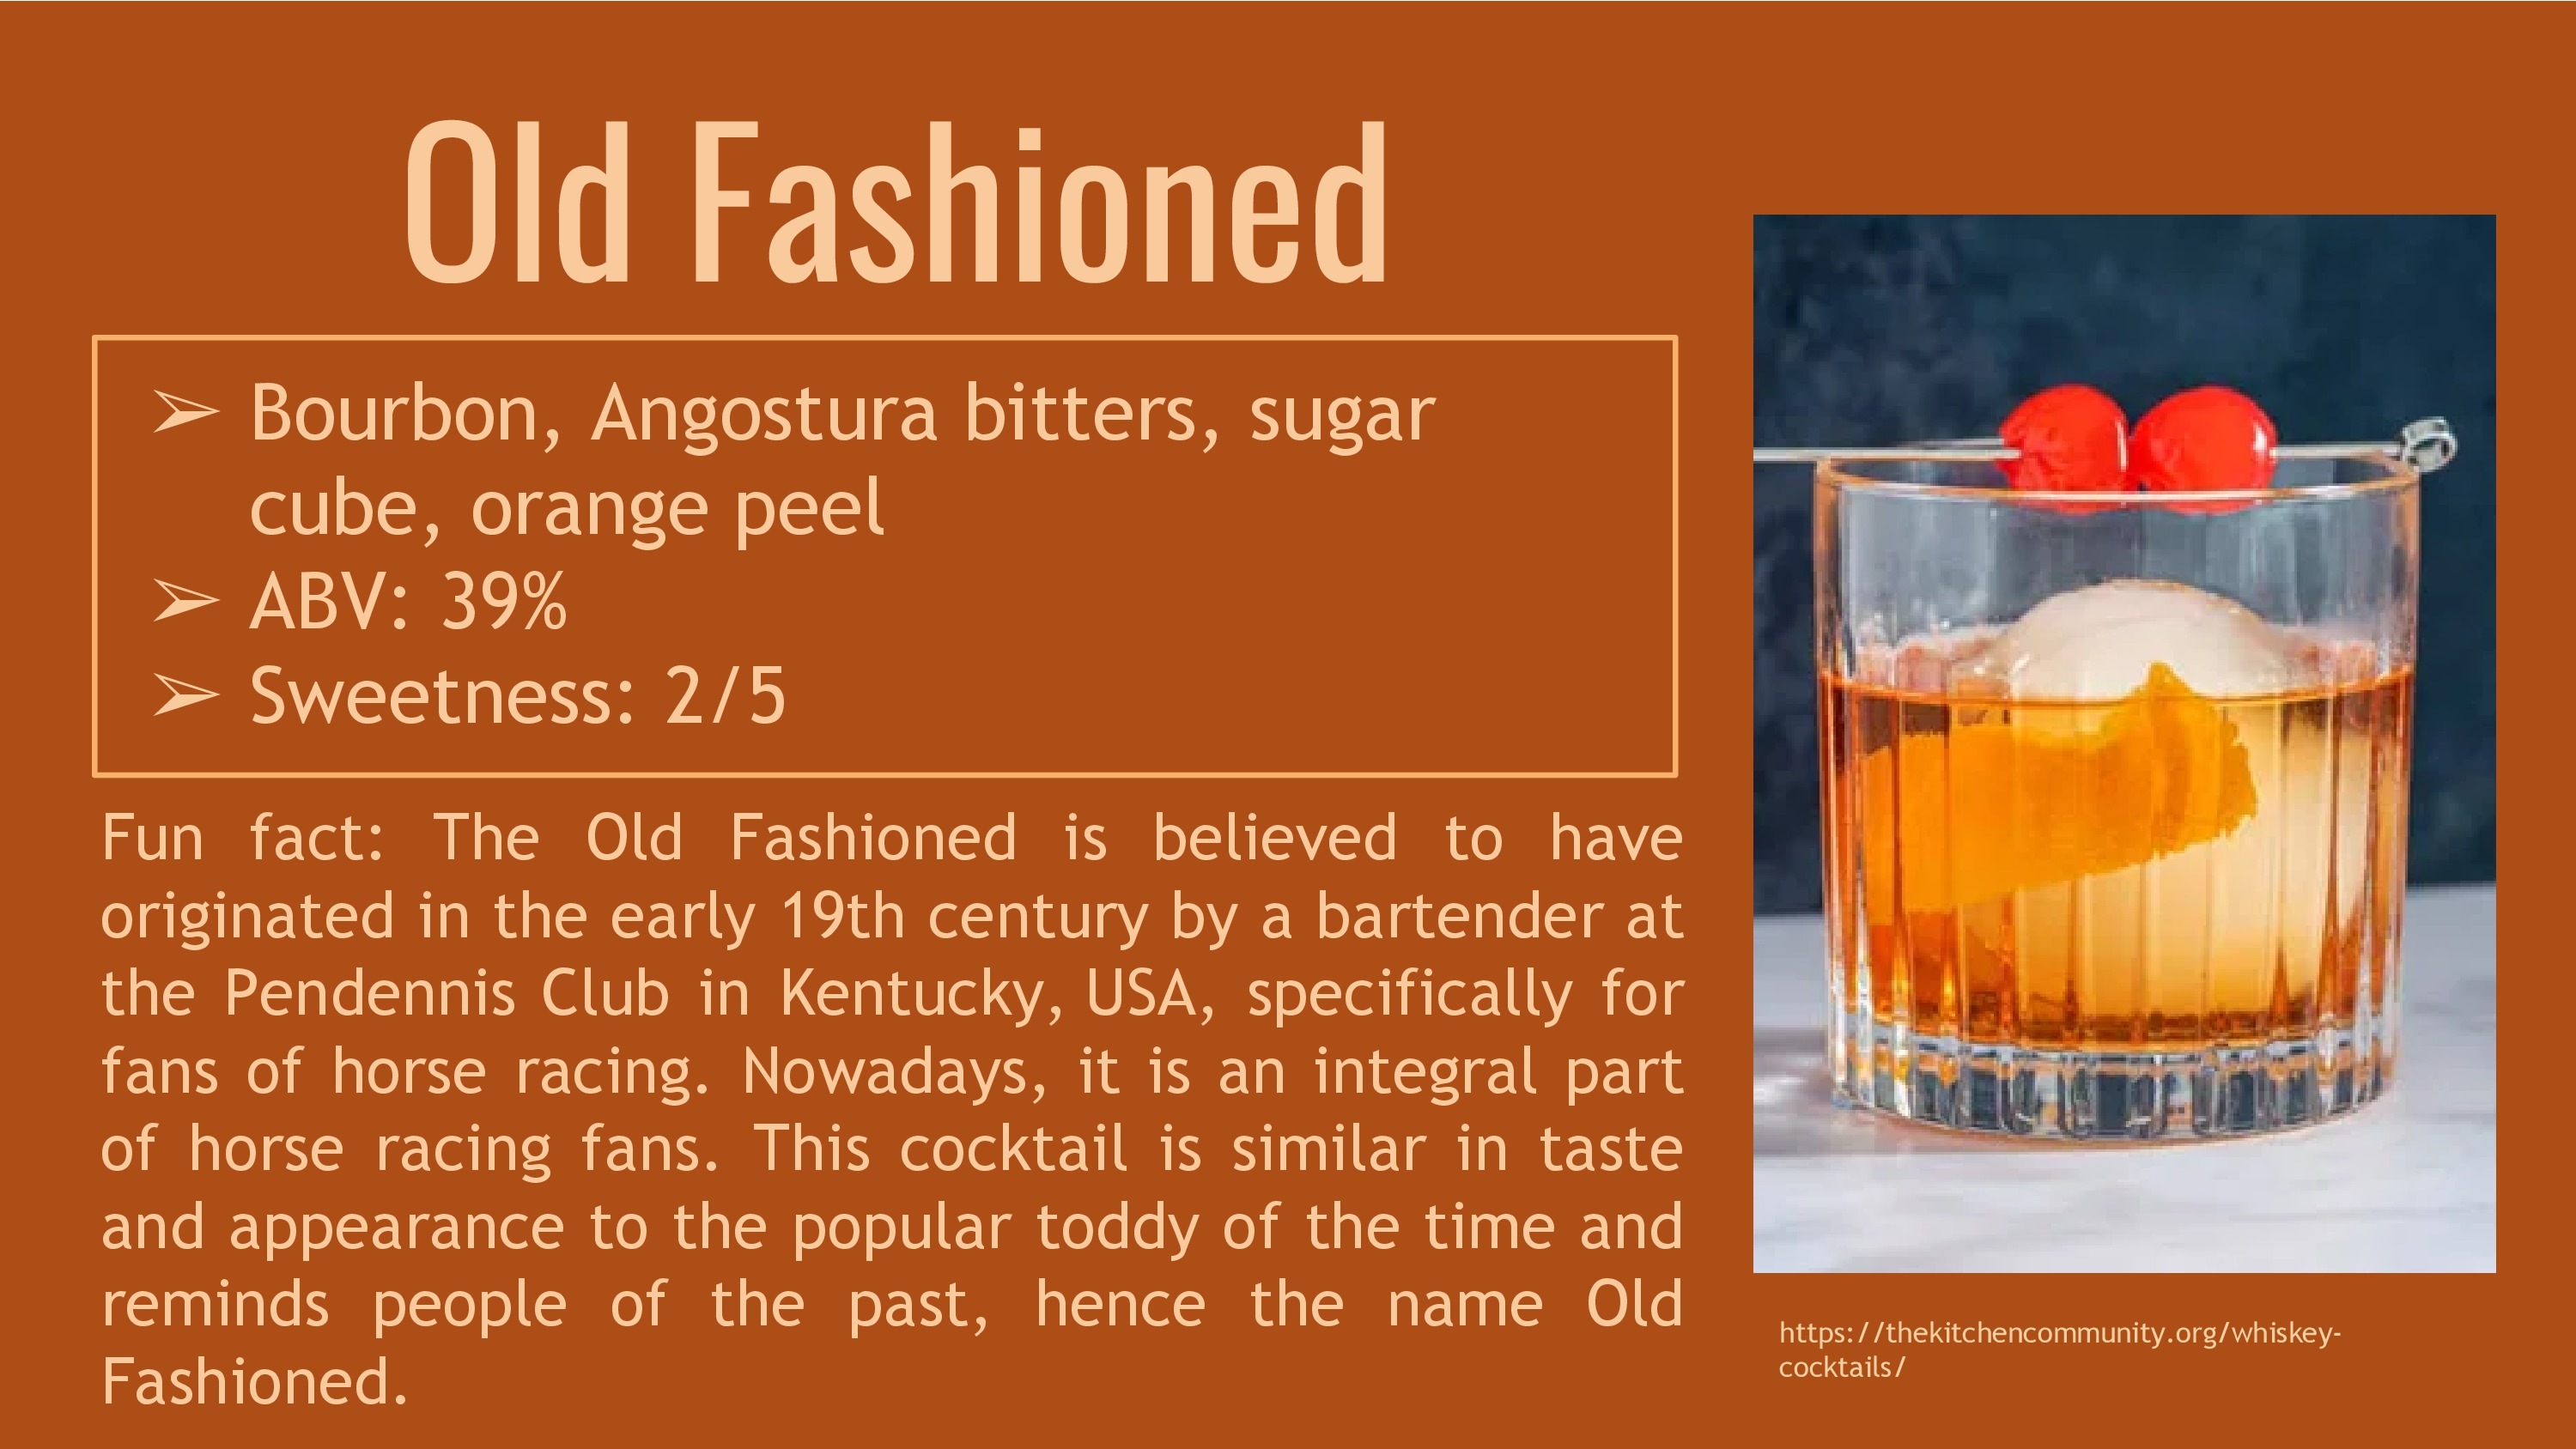 Old Fashioned
➢ Bourbon, Angostura bitters, sugar
cube, orange peel
➢ ABV: 39%
➢ Sweetness: 2/5
Fun fact: The Old Fashioned is believed to have
originated in the early 19th century by a bartender at
the Pendennis Club in Kentucky, USA, specifically for
fans of horse racing. Nowadays, it is an integral part
of horse racing fans. This cocktail is similar in taste
and appearance to the popular toddy of the time and
reminds people of the past, hence the name Old
Fashioned.
https://thekitchencommunity.org/whiskey-
cocktails/